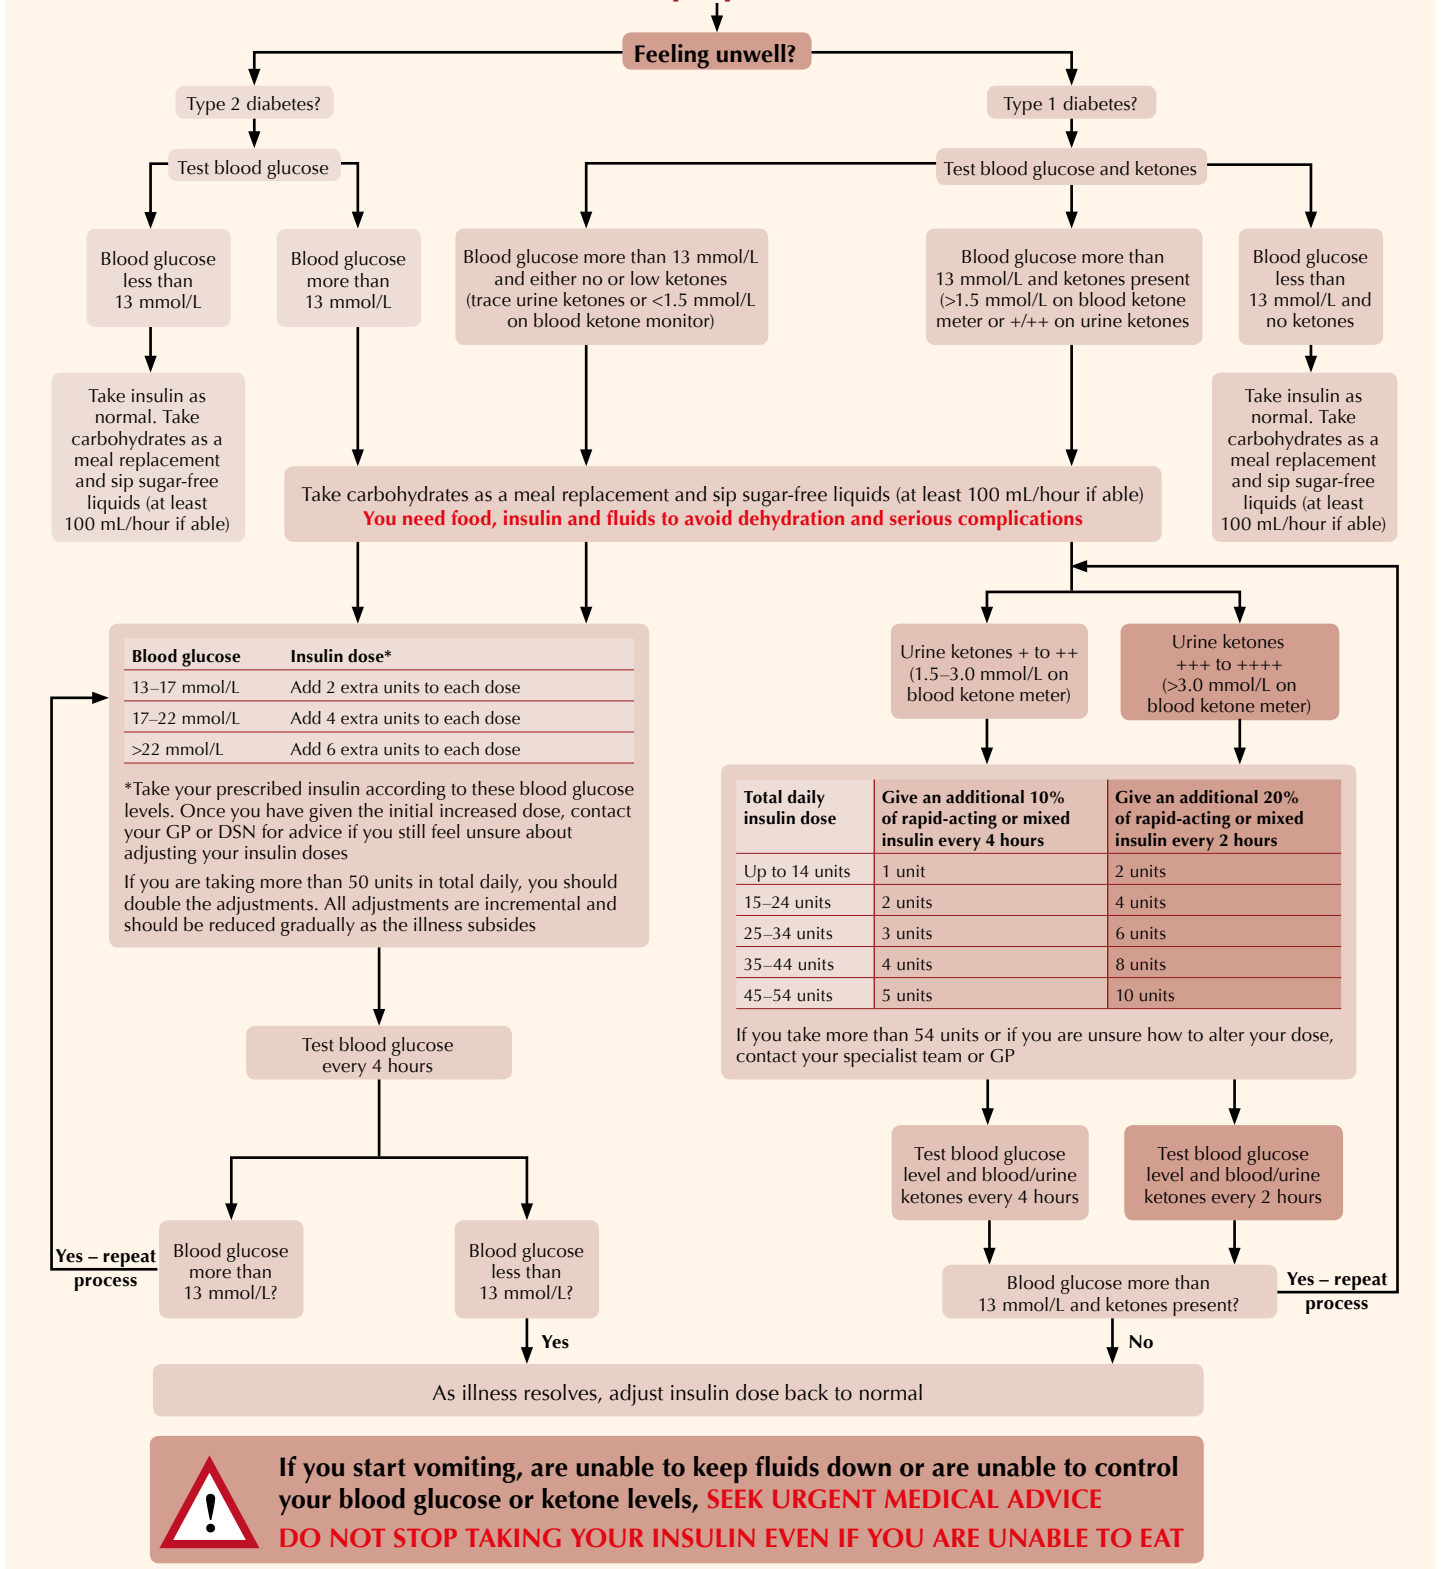 Feeling unwell?
Type 2 diabetes?
Type 1 diabetes?
Test blood glucose
Test blood glucose and ketones
Blood glucose
less than
13 mmol/L
Blood glucose
more than
13 mmol/L
Blood glucose more than 13 mmol/L
and either no or low ketones
(trace urine ketones or <1.5 mmol/L
on blood ketone monitor)
Blood glucose more than
13 mmol/L and ketones present
(>1.5 mmol/L on blood ketone
meter or +/++ on urine ketones
Blood glucose
less than
13 mmol/L and
no ketones
Take insulin as
normal. Take
carbohydrates as a
meal replacement
and sip sugar-free
liquids (at least
100 mL/hour if able)
Take insulin as
normal. Take
carbohydrates as a
meal replacement
and sip sugar-free
liquids (at least
100 mL/hour if able)
Take carbohydrates as a meal replacement and sip sugar-free liquids (at least 100 mL/hour if able)
You need food, insulin and fluids to avoid dehydration and serious complications
Blood glucose Insulin dose*
13–17 mmol/L Add 2 extra units to each dose
17–22 mmol/L Add 4 extra units to each dose
>22 mmol/L Add 6 extra units to each dose
*Take your prescribed insulin according to these blood glucose
levels. Once you have given the initial increased dose, contact
your GP or DSN for advice if you still feel unsure about
adjusting your insulin doses
If you are taking more than 50 units in total daily, you should
double the adjustments. All adjustments are incremental and
should be reduced gradually as the illness subsides
Urine ketones + to ++
(1.5–3.0 mmol/L on
blood ketone meter)
Urine ketones
+++ to ++++
(>3.0 mmol/L on
blood ketone meter)
Total daily
insulin dose
Give an additional 10%
of rapid-acting or mixed
insulin every 4 hours
Give an additional 20%
of rapid-acting or mixed
insulin every 2 hours
Up to 14 units 1 unit 2 units
15–24 units 2 units 4 units
25–34 units 3 units 6 units
35–44 units 4 units 8 units
45–54 units 5 units 10 units
If you take more than 54 units or if you are unsure how to alter your dose,
contact your specialist team or GP
Test blood glucose
every 4 hours
Test blood glucose
level and blood/urine
ketones every 4 hours
Test blood glucose
level and blood/urine
ketones every 2 hours
Yes – repeat
process
Blood glucose
more than
13 mmol/L?
Blood glucose
less than
13 mmol/L?
Blood glucose more than
13 mmol/L and ketones present?
Yes – repeat
process
Yes
No
As illness resolves, adjust insulin dose back to normal
!
If you start vomiting, are unable to keep fluids down or are unable to control
your blood glucose or ketone levels, SEEK URGENT MEDICAL ADVICE
DO NOT STOP TAKING YOUR INSULIN EVEN IF YOU ARE UNABLE TO EAT